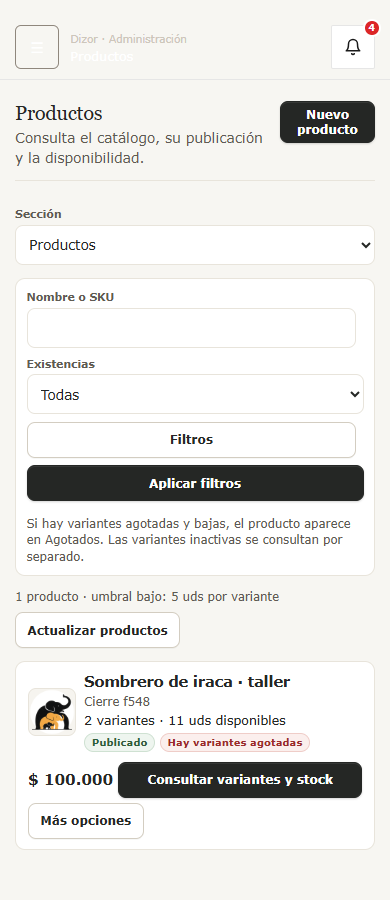 Dizor · Administración
Productos
4
Productos
Consulta el catálogo, su publicación
y la disponibilidad.
Nuevo
producto
Sección
Productos
Nombre o SKU
Existencias
Todas
Filtros
Aplicar filtros
Si hay variantes agotadas y bajas, el producto aparece
en Agotados. Las variantes inactivas se consultan por
separado.
1 producto · umbral bajo: 5 uds por variante
Actualizar productos
Sombrero de iraca · taller
Cierre f548
2 variantes · 11 uds disponibles
Publicado
Hay variantes agotadas
$ 100.000
Consultar variantes y stock
Más opciones